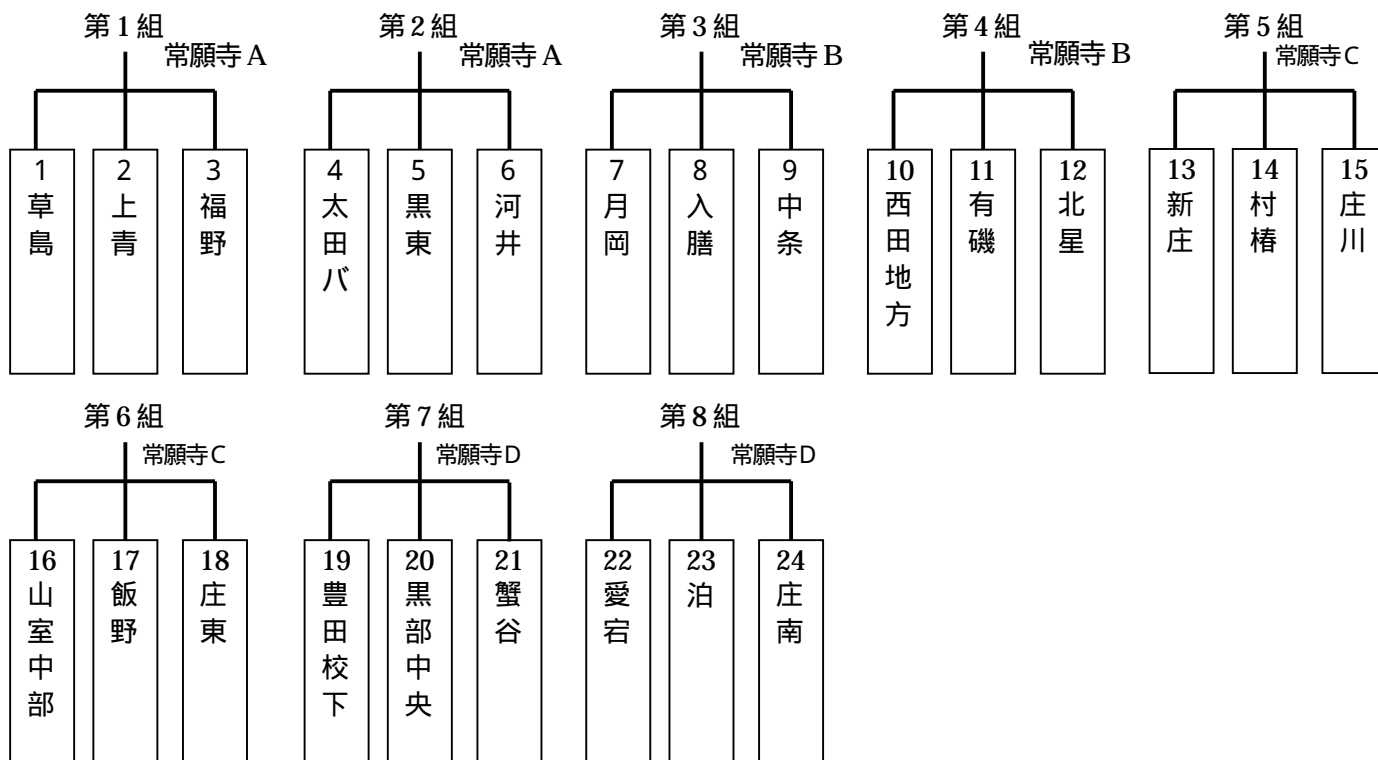 第1組
常願寺A
第2組
常願寺A
第3組
常願寺B
第4組
常願寺B
第5組
常願寺C
1
草島
2
上青
3
福野
4
太田バ
5
黒東
6
河井
7
月岡
8
入膳
9
中条
10
西田地方
11
有磯
12
北星
13
新庄
14
村椿
15
庄川
第6組
常願寺C
第7組
常願寺D
第8組
常願寺D
16
山室中部
17
飯野
18
庄東
19
豊田校下
20
黒部中央
21
蟹谷
22
愛宕
23
泊
24
庄南